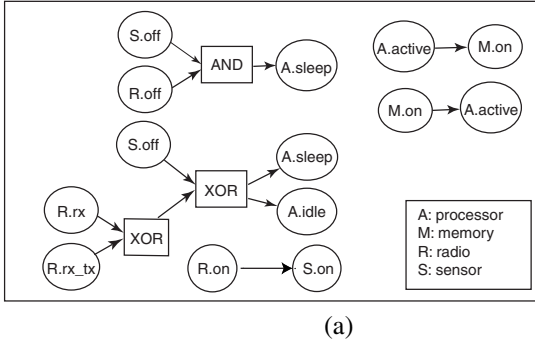 S.off
AND
A.sleep
R.off
A.active
M.on
M.on
A.active
S.off
XOR
A.sleep
A.idle
R.rx
XOR
R.rx_tx
R.on
S.on
A: processor
M: memory
R: radio
S: sensor
(a)